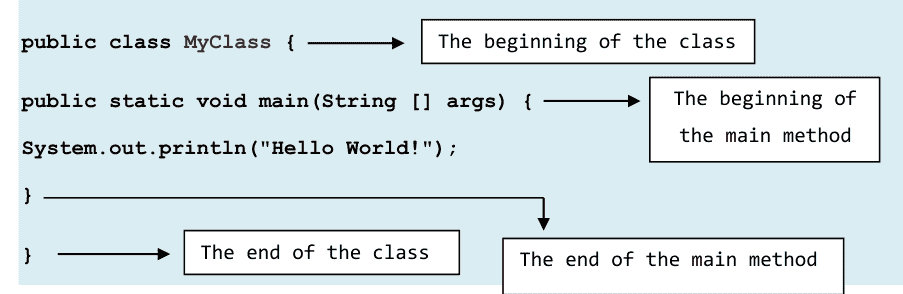 public class MyClass {
The beginning of the class
public static void main(String [] args) {
The beginning of
the main method
System.out.println("Hello World!");
}
}
The end of the class
The end of the main method